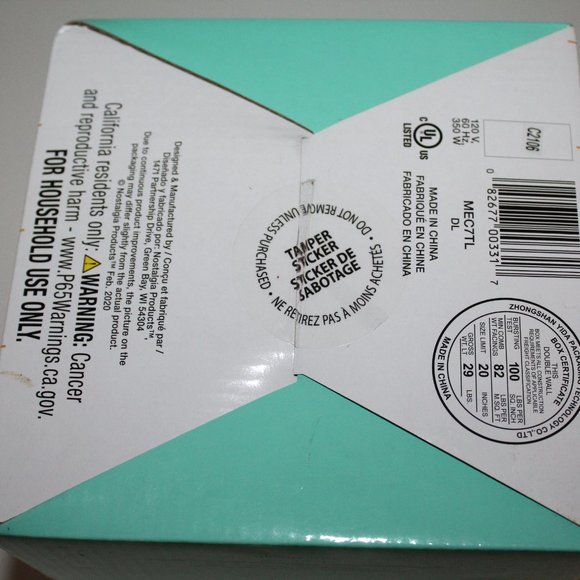 C2106
0 82677 00331 7
120 V,
60 Hz,
350 W
C UL US
LISTED
MEC7TL
DL
MADE IN CHINA
FABRIQUÉ EN CHINE
FABRICADO EN CHINA
ZHONGSHAN YIDA PACKAGING TECHNOLOGY CO.,LTD
BOX CERTIFICATE
THIS
DOUBLE WALL
BOX MEETS ALL CONSTRUCTION
REQUIREMENTS OF APPLICABLE
FREIGHT CLASSIFICATION
BURSTING TEST 100 LBS PER SQ. INCH
MIN COMB WT FACINGS 82 LBS PER M.SQ. FT
SIZE LIMIT 20 INCHES
GROSS WT LT 29 LBS.
MADE IN CHINA
• DO NOT REMOVE UNLESS PURCHASED •
TAMPER
STICKER
STICKER DE
SABOTAGE
NE RETIREZ PAS À MOINS ACHETÉS
Designed & Manufactured by / Conçu et fabriqué par /
Diseñado y fabricado por: Nostalgia Products™
1471 Partnership Drive, Green Bay, WI 54304
Due to continuous product improvements, the picture on the
packaging may differ slightly from the actual product.
© Nostalgia Products™ Feb. 2020
California residents only: ⚠WARNING: Cancer
and reproductive harm - www.P65Warnings.ca.gov.
FOR HOUSEHOLD USE ONLY.